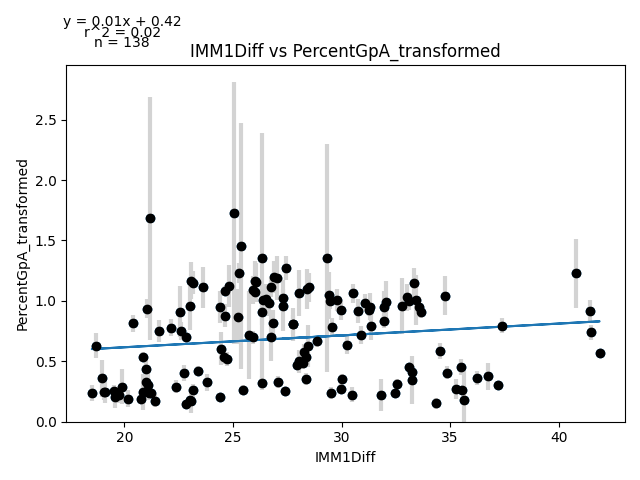 y = 0.01x + 0.42
r^2 = 0.02
n = 138
IMM1Diff vs PercentGpA_transformed
PercentGpA_transformed
2.5
2.0
1.5
1.0
0.5
0.0
20 25 30 35 40
IMM1Diff